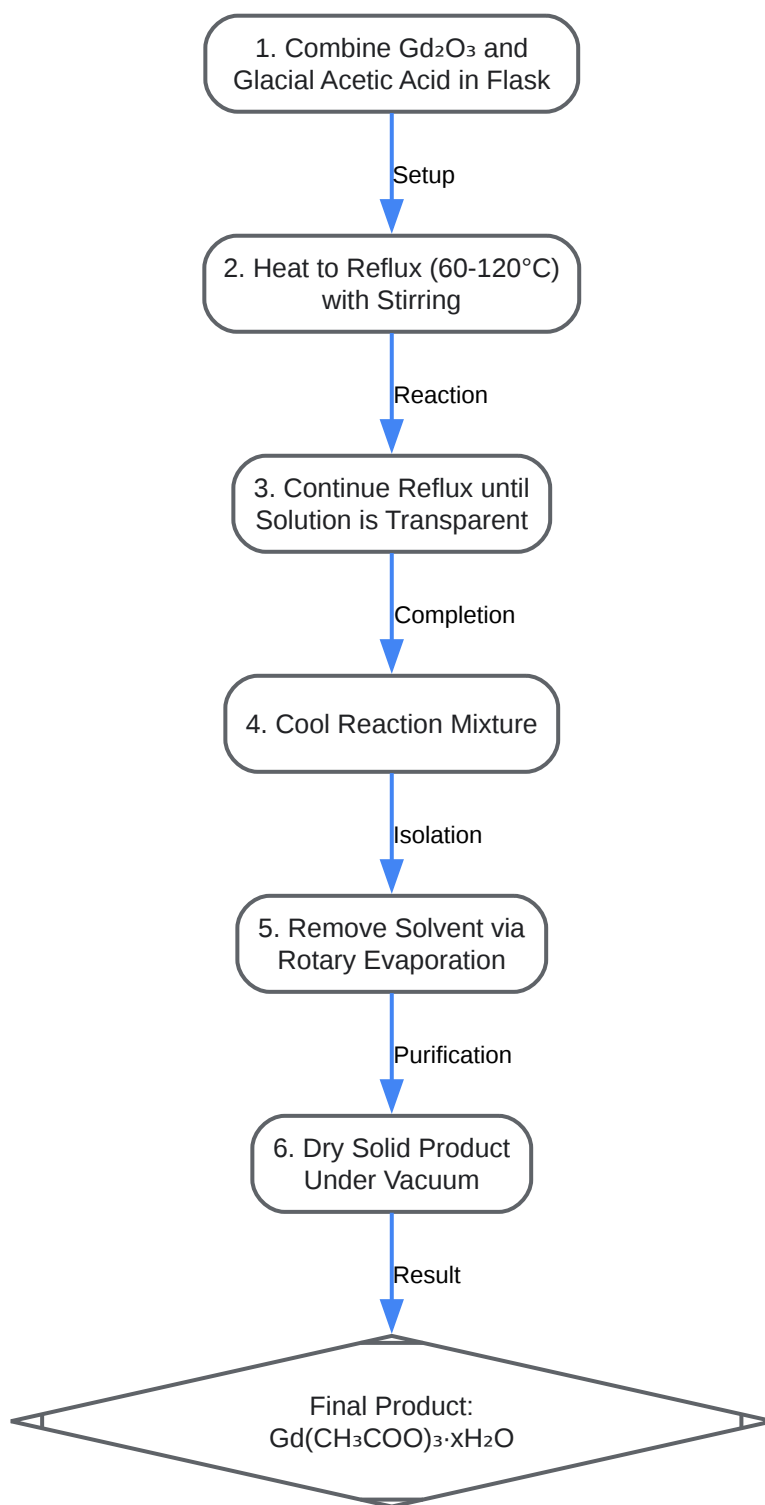 1. Combine Gd₂O₃ and
Glacial Acetic Acid in Flask
Setup
2. Heat to Reflux (60-120°C)
with Stirring
Reaction
3. Continue Reflux until
Solution is Transparent
Completion
4. Cool Reaction Mixture
Isolation
5. Remove Solvent via
Rotary Evaporation
Purification
6. Dry Solid Product
Under Vacuum
Result
Final Product:
Gd(CH₃COO)₃·xH₂O